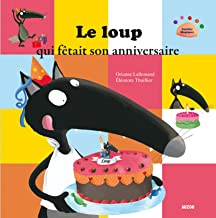 Le loup
qui fêtait son anniversaire
Orianne Lallemand
Éléonore Thuillier
Loup
AUZOU